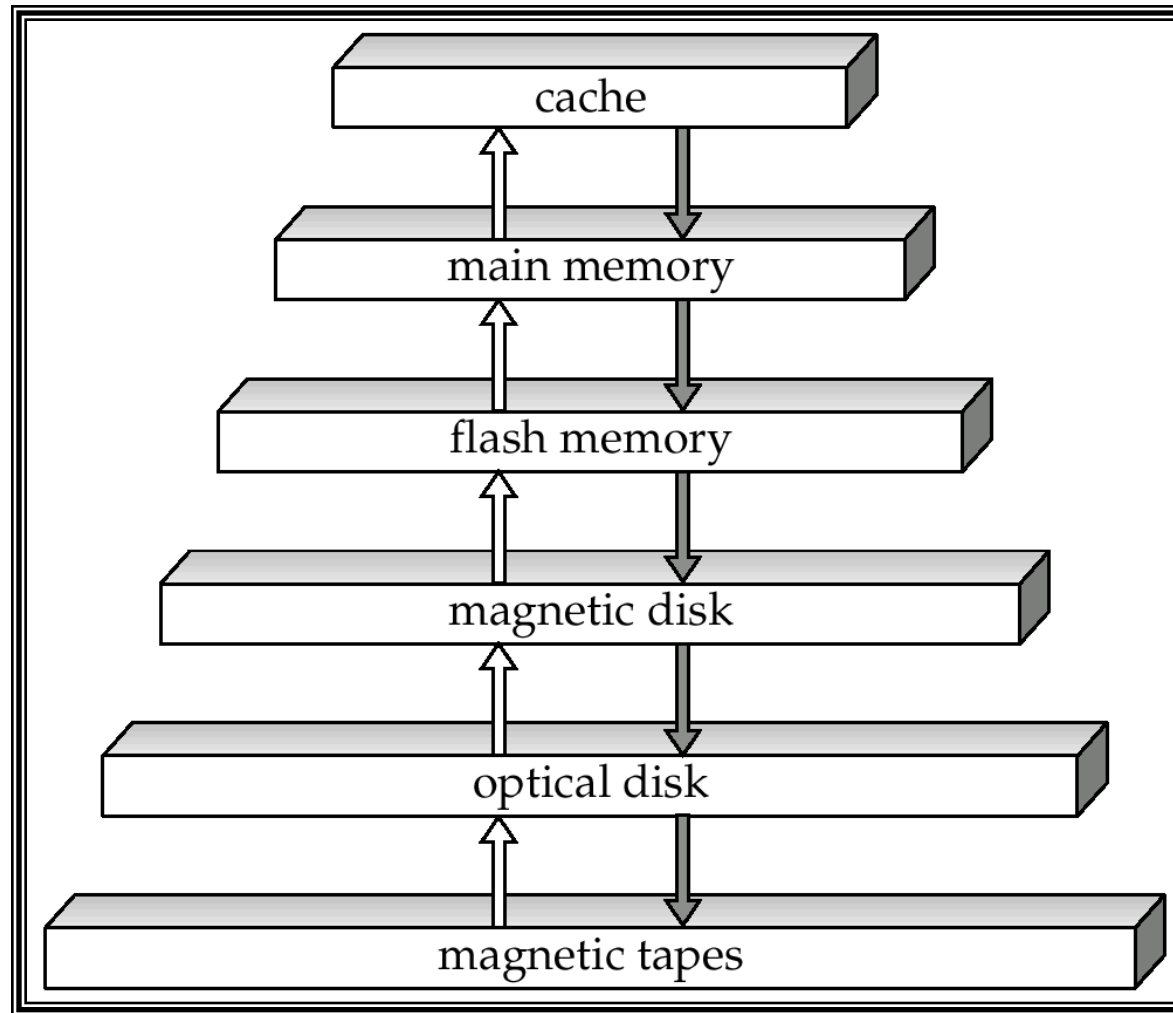 cache
main memory
flash memory
magnetic disk
optical disk
magnetic tapes